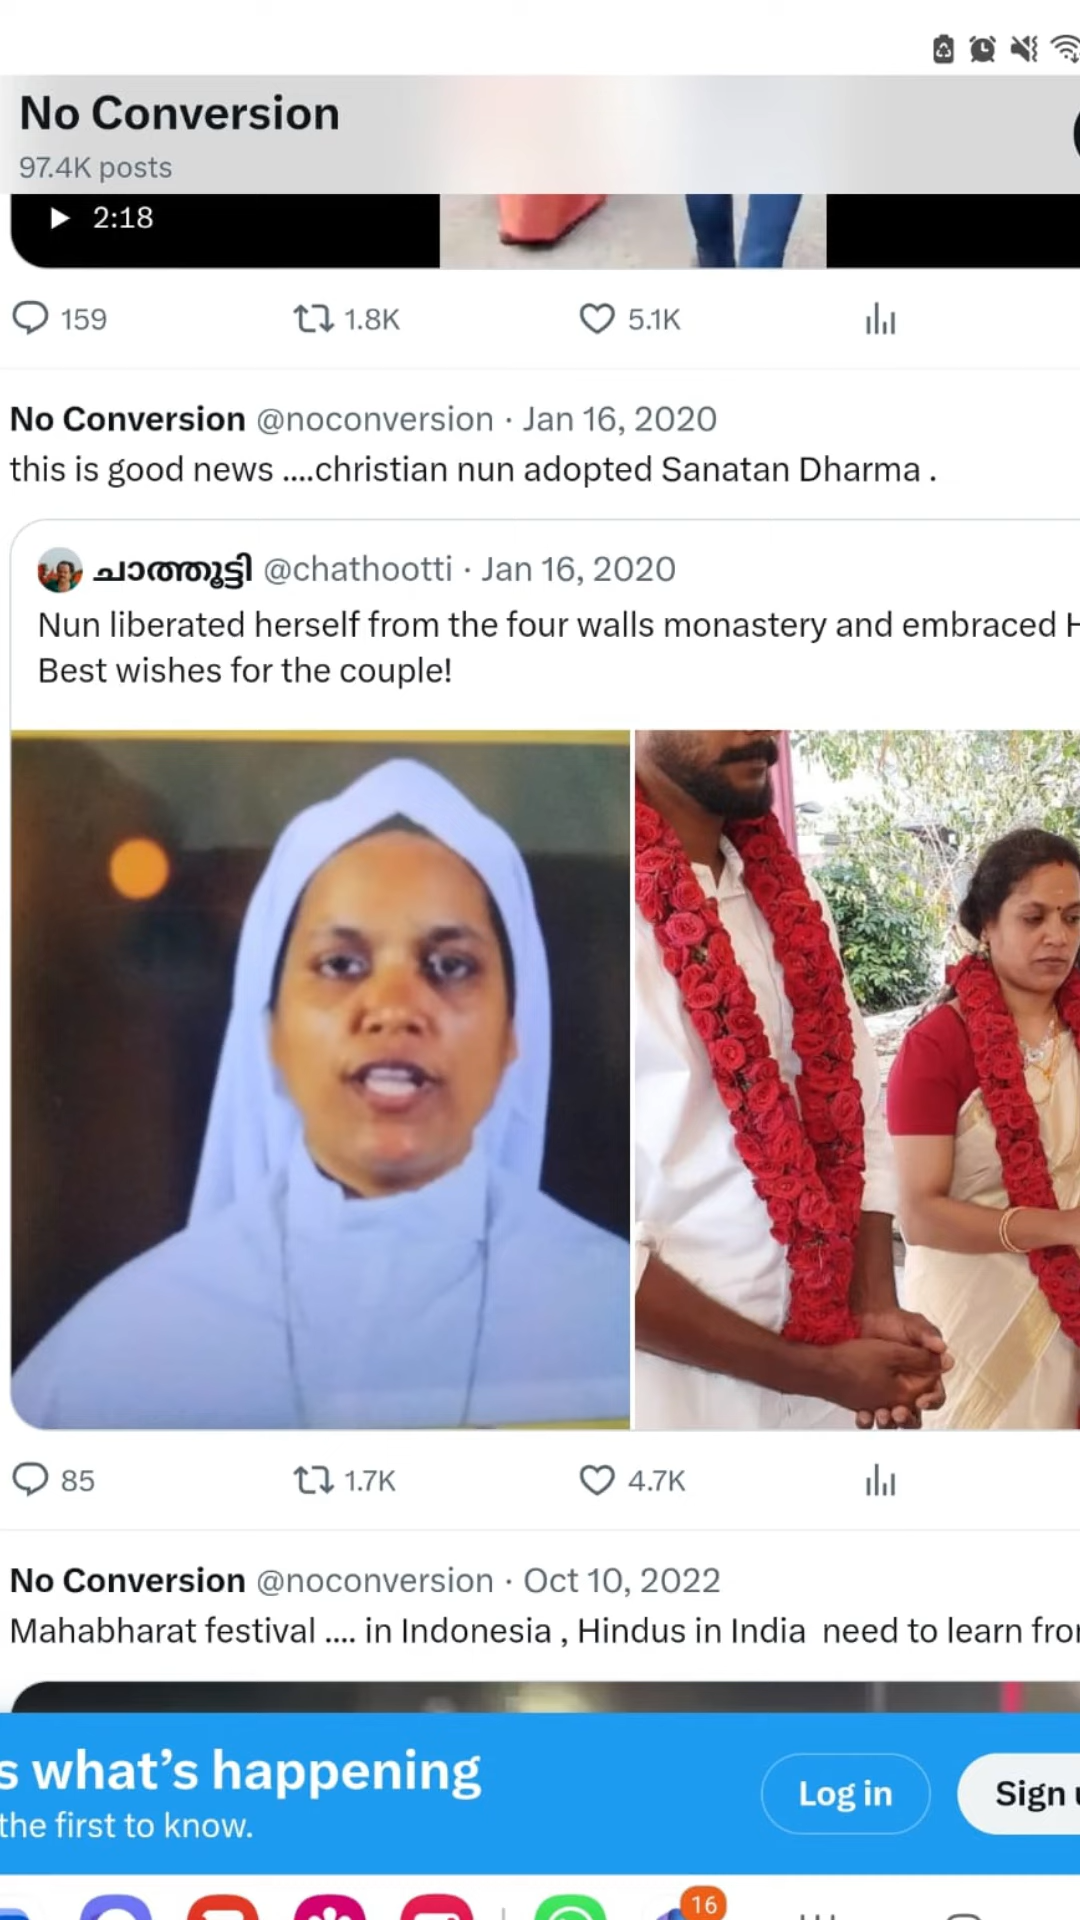 No Conversion
97.4K posts
2:18
159 1.8K 5.1K
No Conversion @noconversion · Jan 16, 2020
this is good news ....christian nun adopted Sanatan Dharma .
ചാത്തൂട്ടി @chathootti · Jan 16, 2020
Nun liberated herself from the four walls monastery and embraced
Best wishes for the couple!
85 1.7K 4.7K
No Conversion @noconversion · Oct 10, 2022
Mahabharat festival .... in Indonesia , Hindus in India need to learn
s what's happening
the first to know.
Log in
Sign
16